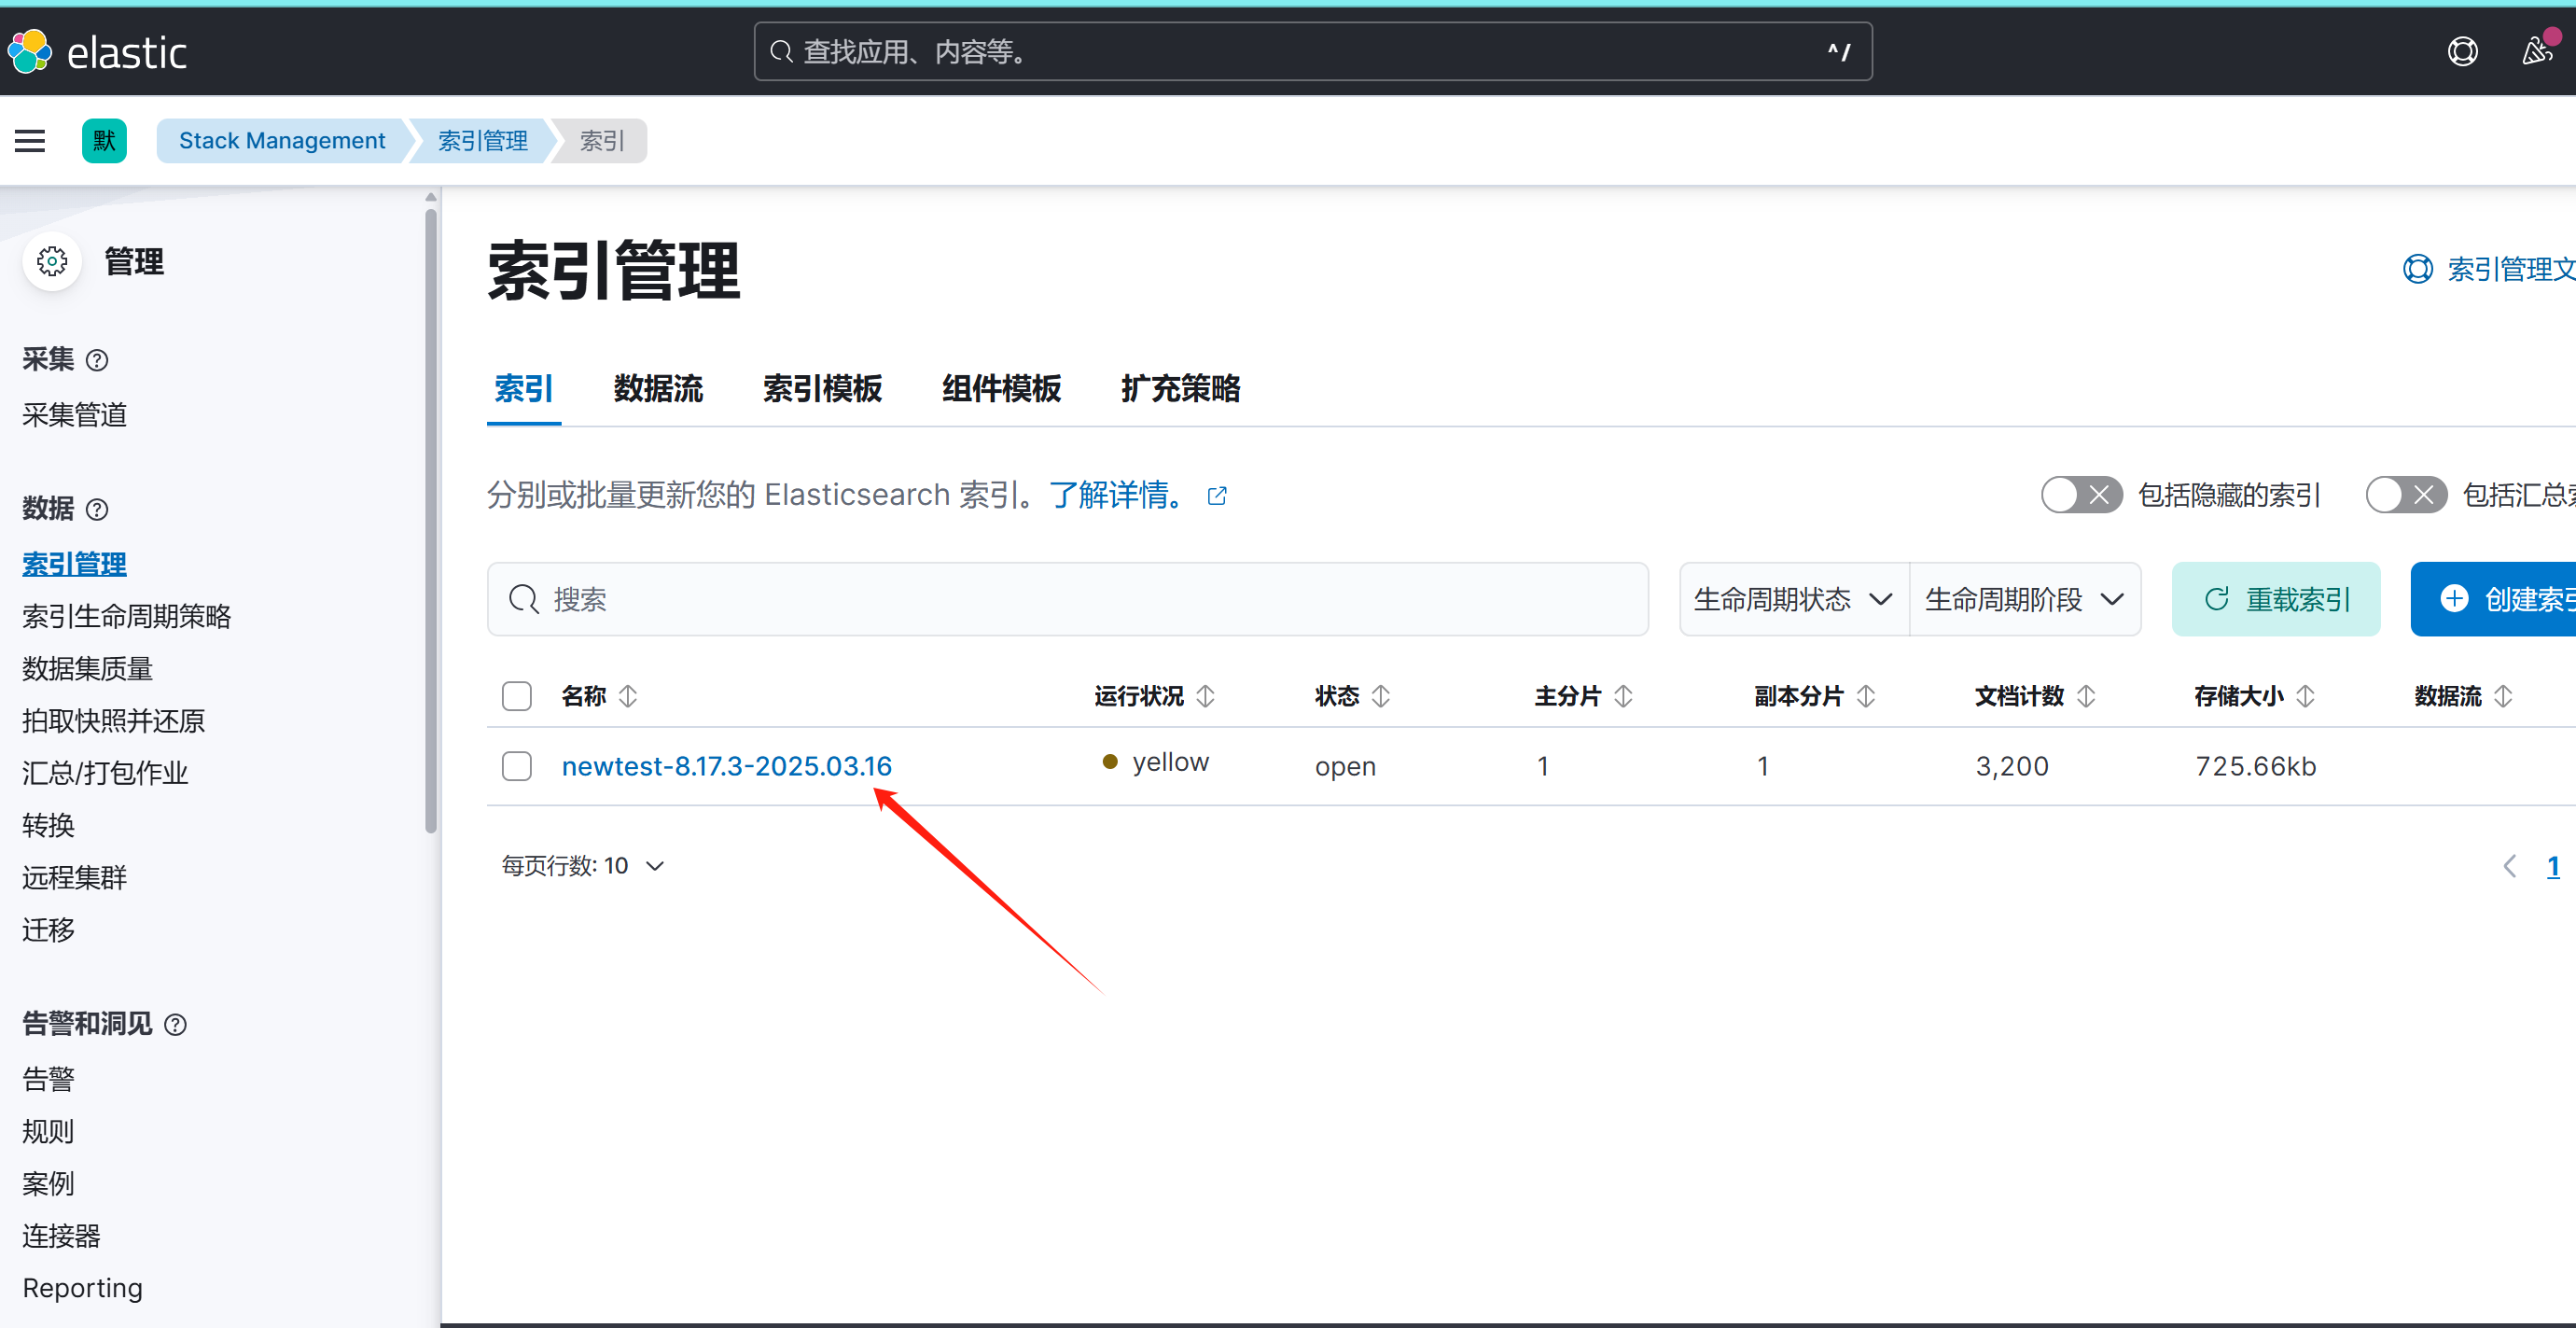 elastic
查找应用、内容等。
^/
默
Stack Management
索引管理
索引
管理
采集
采集管道
数据
索引管理
索引生命周期策略
数据集质量
拍取快照并还原
汇总/打包作业
转换
远程集群
迁移
告警和洞见
告警
规则
案例
连接器
Reporting
索引管理
索引管理文
索引 数据流 索引模板 组件模板 扩充策略
分别或批量更新您的 Elasticsearch 索引。了解详情。
包括隐藏的索引
包括汇总
搜索
生命周期状态
生命周期阶段
重载索引
创建索引
名称 运行状况 状态 主分片 副本分片 文档计数 存储大小 数据流
newtest-8.17.3-2025.03.16 yellow open 1 1 3,200 725.66kb
每页行数: 10
1